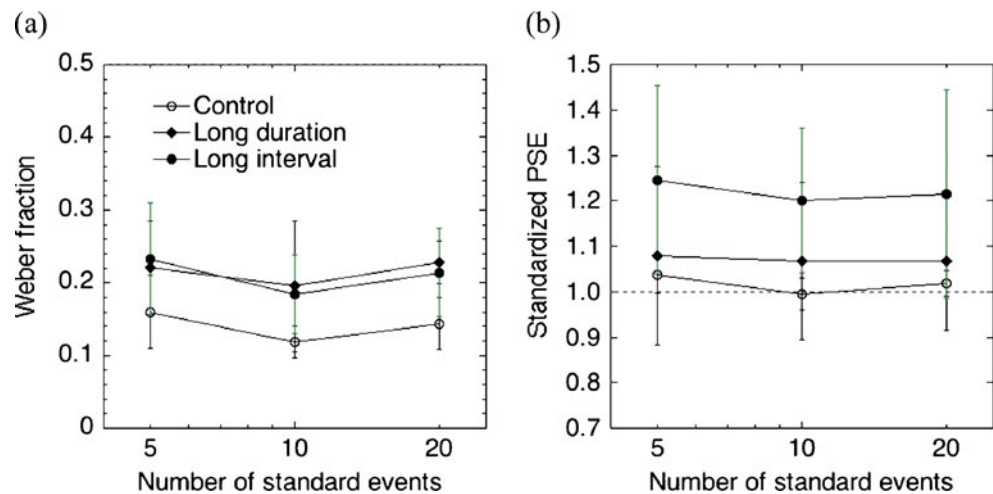 (a)
Weber fraction
0.5
0.4
0.3
0.2
0.1
0
Control
Long duration
Long interval
5
10
20
Number of standard events
(b)
Standardized PSE
1.5
1.4
1.3
1.2
1.1
1.0
0.9
0.8
0.7
5
10
20
Number of standard events